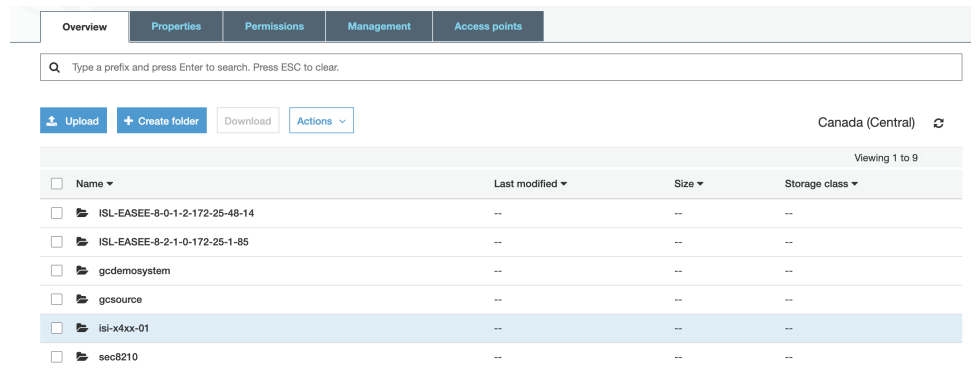 Overview Properties Permissions Management Access points
Type a prefix and press Enter to search. Press ESC to clear.
Upload Create folder Download Actions Canada (Central)
Viewing 1 to 9
Name Last modified Size Storage class
ISL-EASEE-8-0-1-2-172-25-48-14 -- -- --
ISL-EASEE-8-2-1-0-172-25-1-85 -- -- --
gcdemosystem -- -- --
gcsource -- -- --
isi-x4xx-01 -- -- --
sec8210 -- -- --